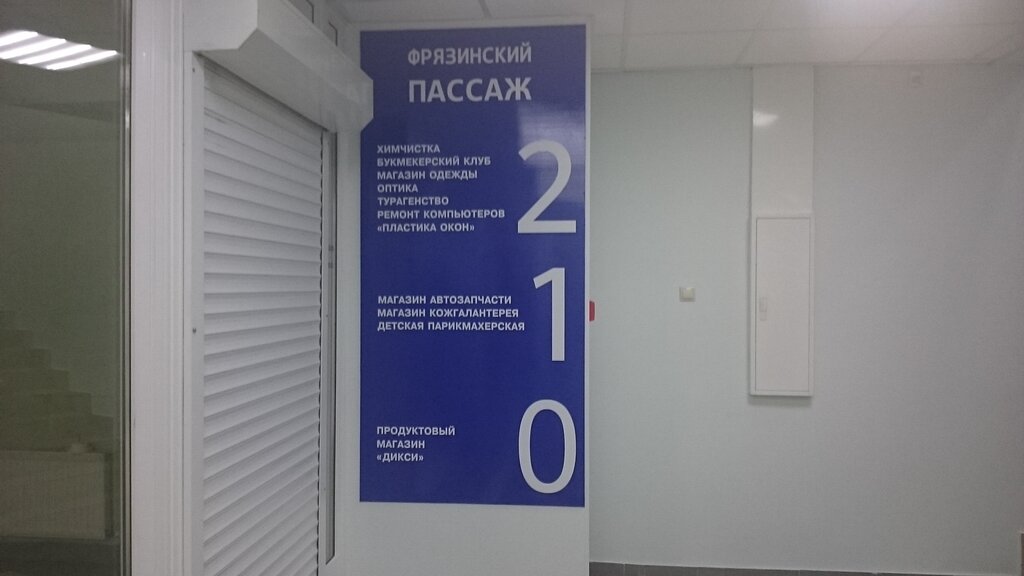 ФРЯЗИНСКИЙ
ПАССАЖ
ХИМЧИСТКА
БУКМЕКЕРСКИЙ КЛУБ
МАГАЗИН ОДЕЖДЫ
ОПТИКА
ТУРАГЕНСТВО
РЕМОНТ КОМПЬЮТЕРОВ
«ПЛАСТИКА ОКОН»
2
МАГАЗИН АВТОЗАПЧАСТИ
МАГАЗИН КОЖГАЛАНТЕРЕЯ
ДЕТСКАЯ ПАРИКМАХЕРСКАЯ
1
ПРОДУКТОВЫЙ
МАГАЗИН
«ДИКСИ»
0